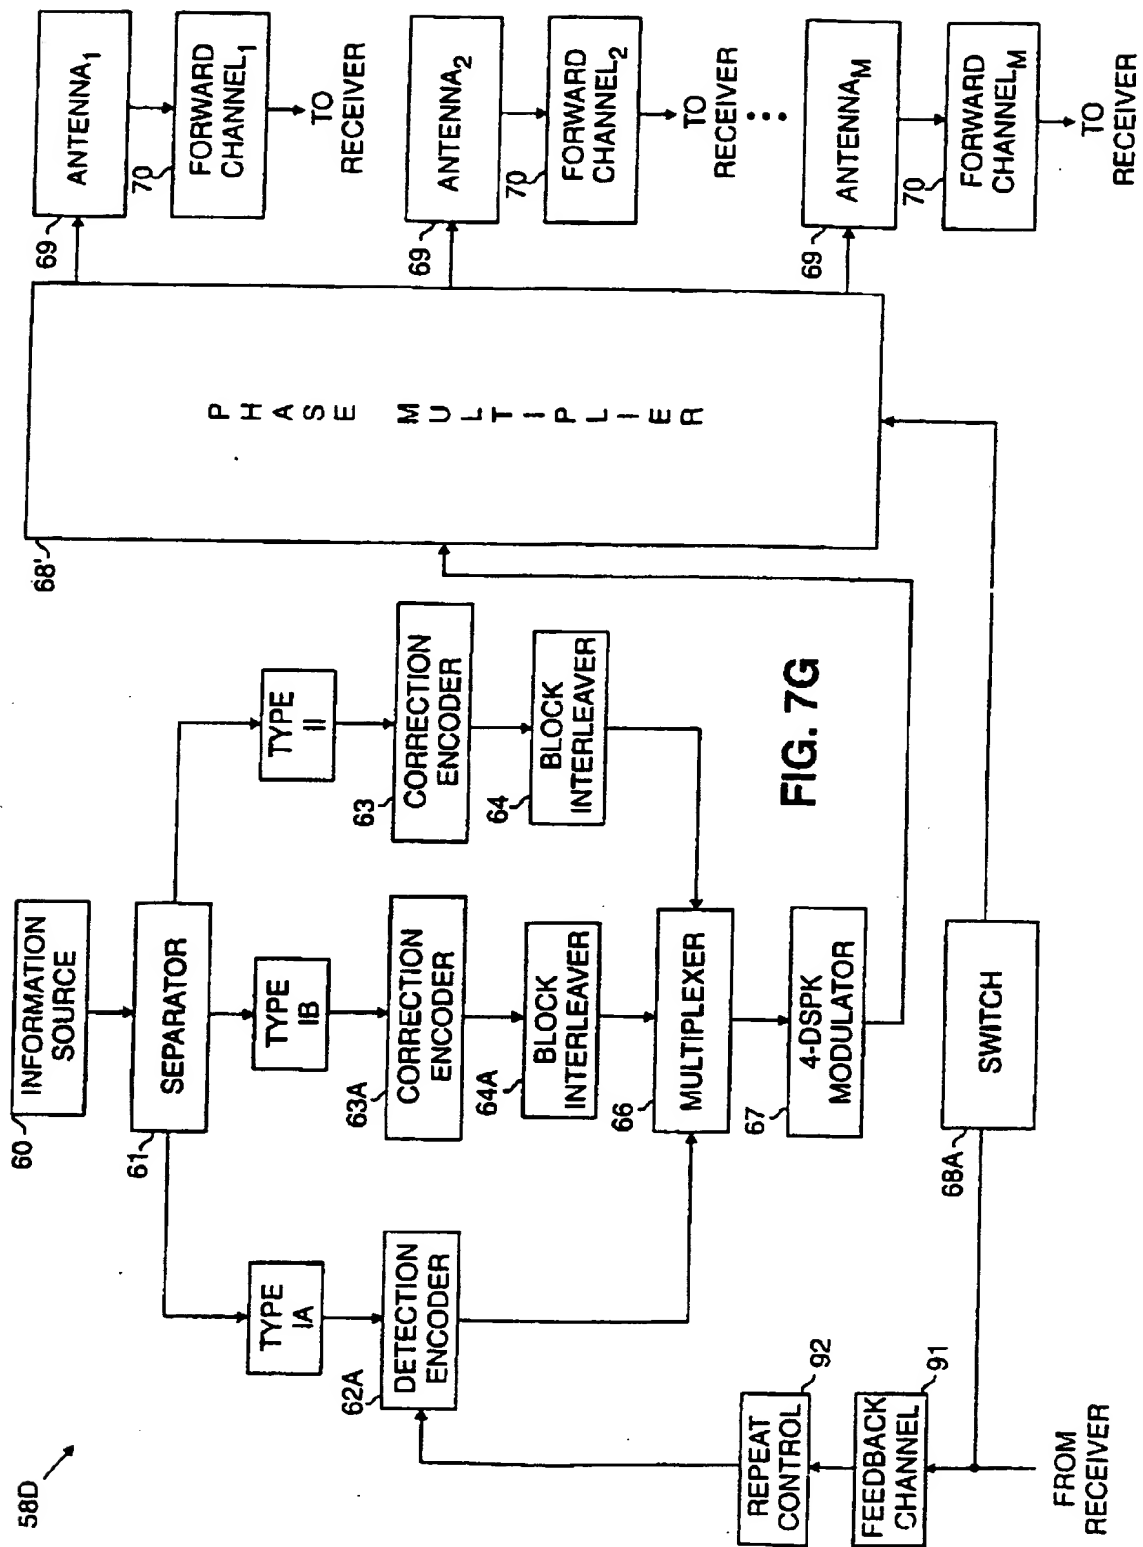 58D
60
INFORMATION
SOURCE
61
SEPARATOR
TYPE
IA
TYPE
IB
TYPE
II
62A
DETECTION
ENCODER
63A
CORRECTION
ENCODER
63
CORRECTION
ENCODER
64A
BLOCK
INTERLEAVER
64
BLOCK
INTERLEAVER
66
MULTIPLEXER
67
4-DSPK
MODULATOR
REPEAT
CONTROL
92
FEEDBACK
CHANNEL
91
FROM
RECEIVER
68A
SWITCH
68'
PHASE MULTIPLIER
69
ANTENNA1
70
FORWARD
CHANNEL1
TO
RECEIVER
69
ANTENNA2
70
FORWARD
CHANNEL2
TO
RECEIVER
69
ANTENNAM
70
FORWARD
CHANNELM
TO
RECEIVER
FIG. 7G